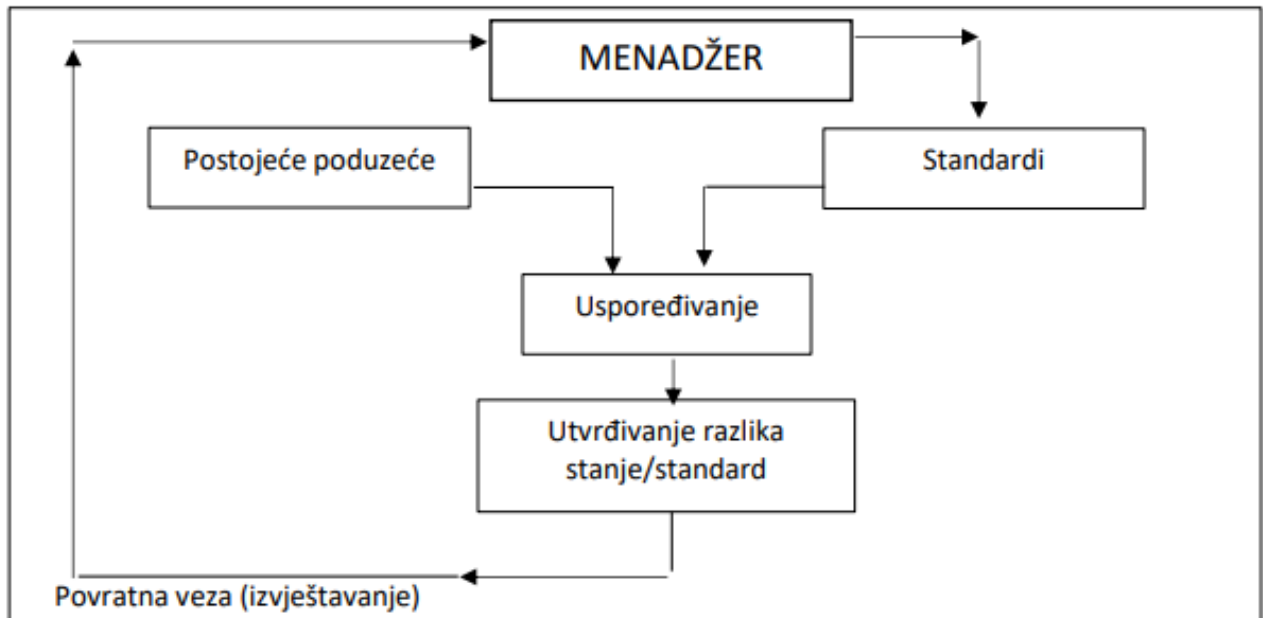 MENADŽER
Postojeće poduzeće
Standardi
Uspoređivanje
Utvrđivanje razlika
stanje/standard
Povratna veza (izvještavanje)